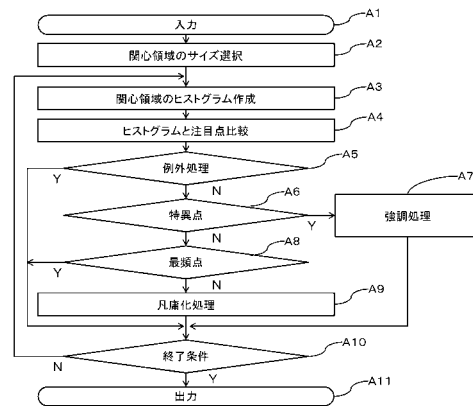 入力
A1
関心領域のサイズ選択
A2
関心領域のヒストグラム作成
A3
ヒストグラムと注目点比較
A4
例外処理
A5
Y
N
特異点
A6
Y
N
強調処理
A7
最頻点
A8
Y
N
凡庸化処理
A9
終了条件
A10
N
Y
出力
A11